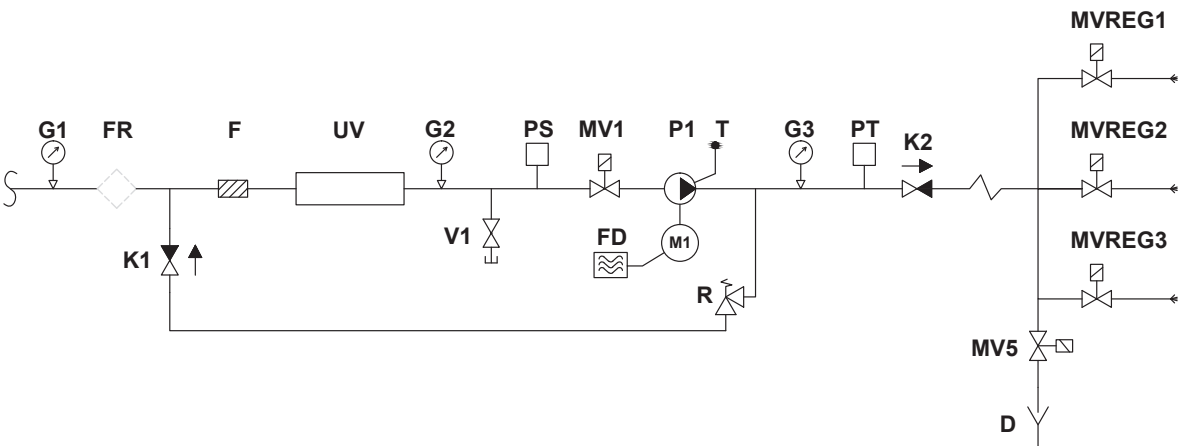 MVREG1
G1
FR
F
UV
G2
PS
MV1
P1
T
G3
PT
K2
MVREG2
K1
V1
FD
M1
R
MVREG3
MV5
D